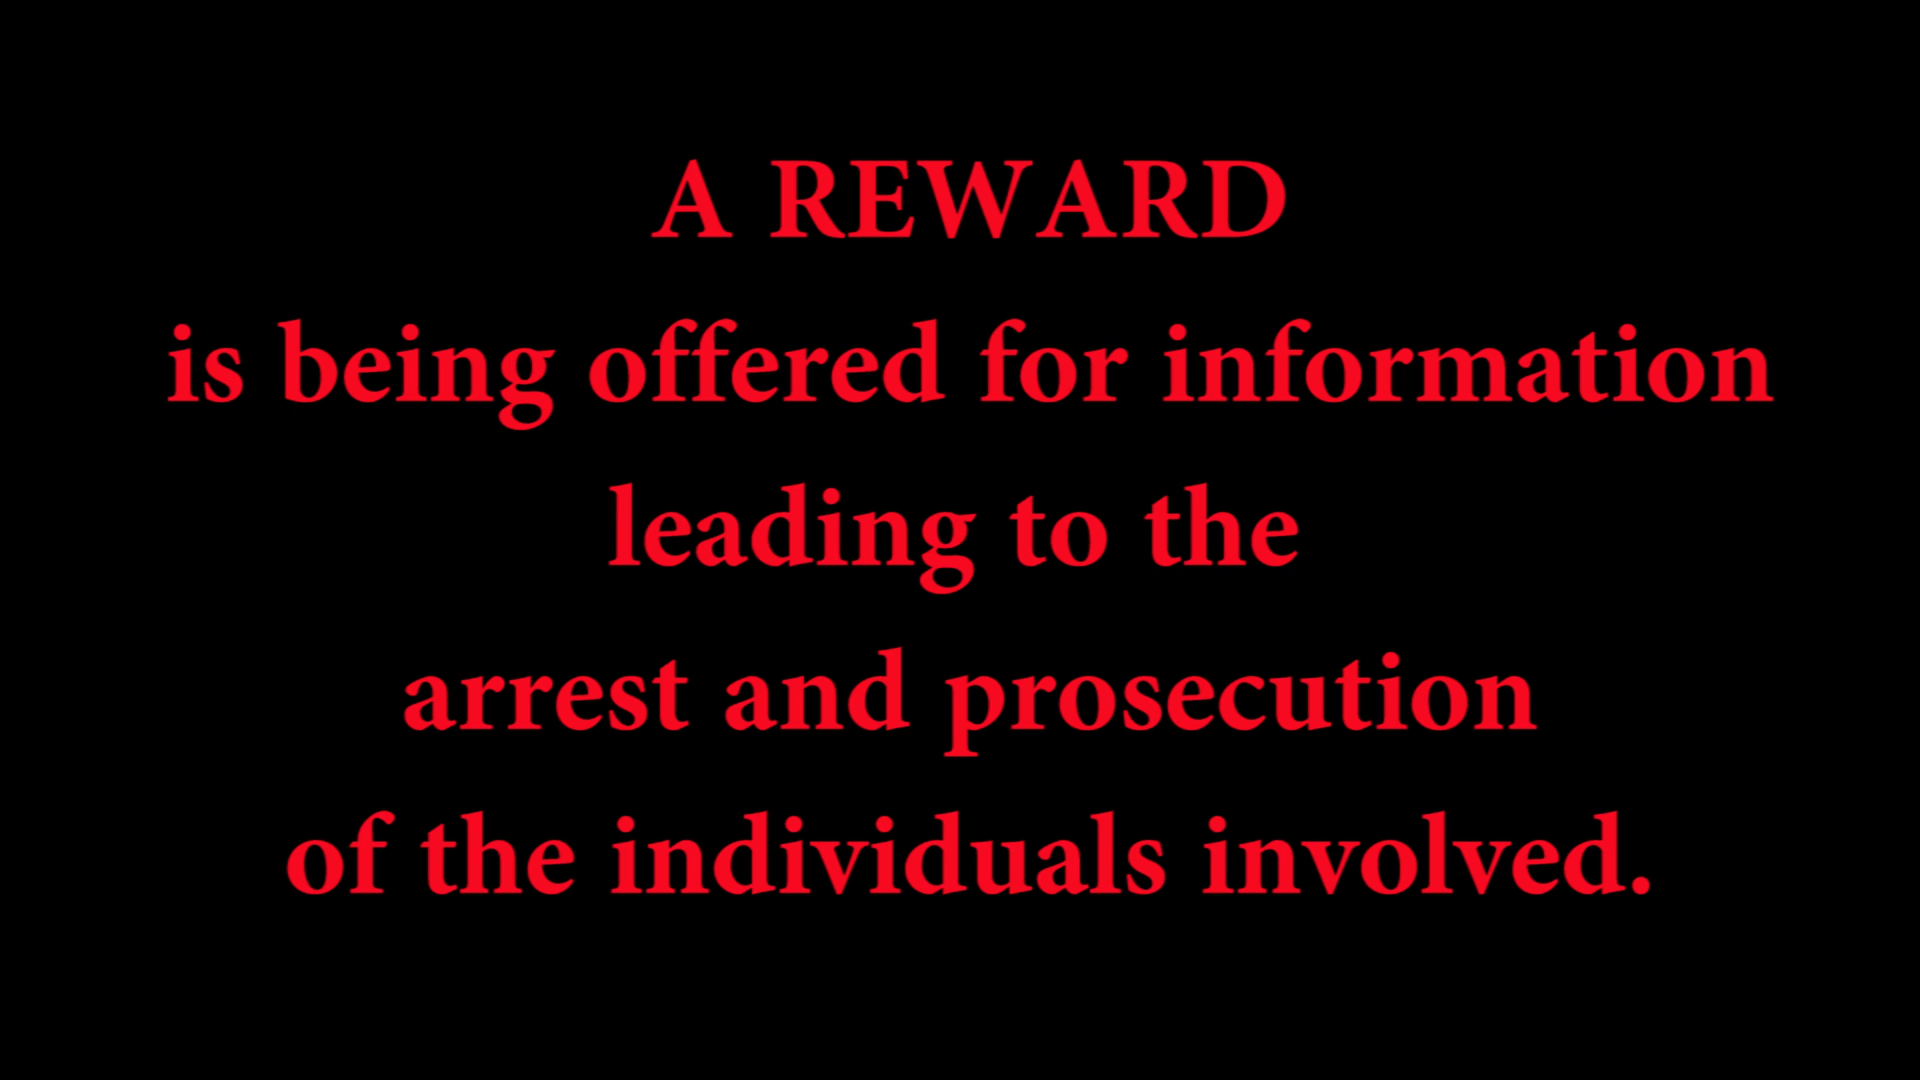 A REWARD
is being offered for information
leading to the
arrest and prosecution
of the individuals involved.